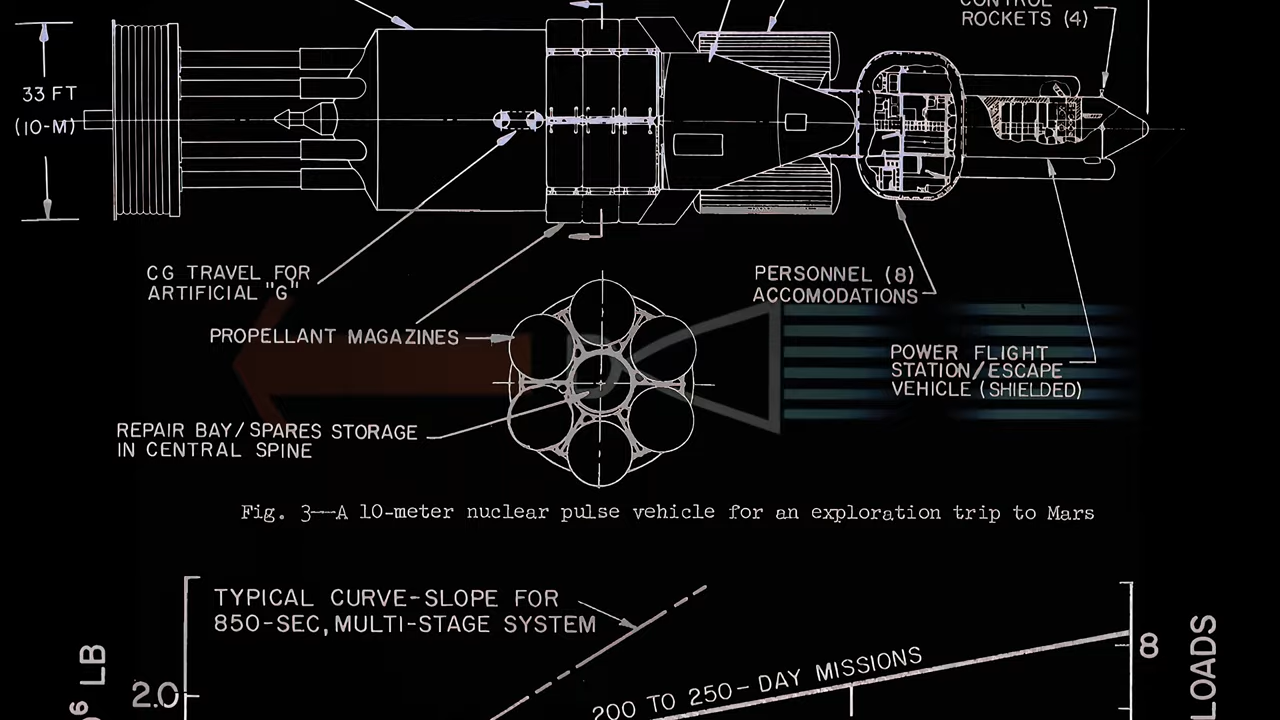 CONTROL
ROCKETS (4)
33 FT
(10-M)
CG TRAVEL FOR
ARTIFICIAL "G"
PERSONNEL (8)
ACCOMODATIONS
PROPELLANT MAGAZINES
POWER FLIGHT
STATION/ESCAPE
VEHICLE (SHIELDED)
REPAIR BAY/SPARES STORAGE
IN CENTRAL SPINE
Fig. 3—A 10-meter nuclear pulse vehicle for an exploration trip to Mars
TYPICAL CURVE-SLOPE FOR
850-SEC, MULTI-STAGE SYSTEM
200 TO 250-DAY MISSIONS
2.0
6 LB
8
LOADS